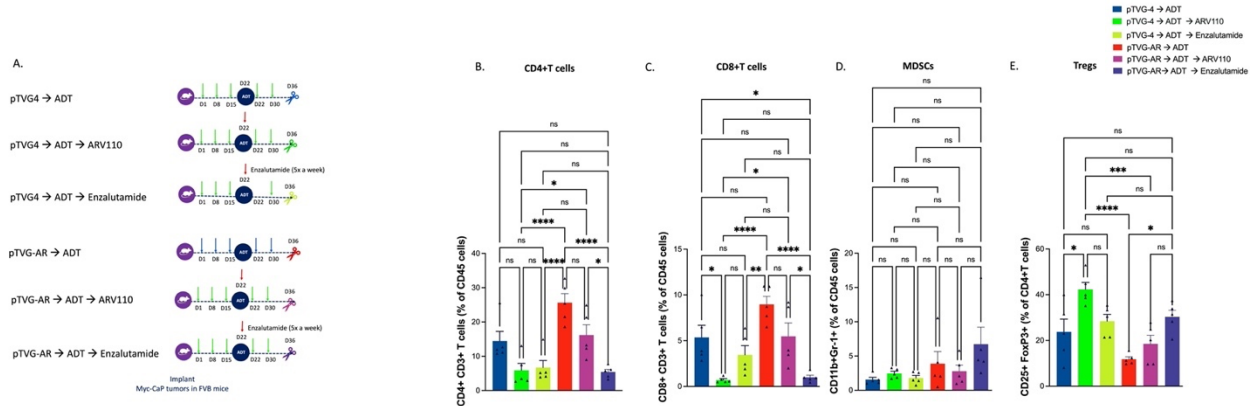 pTVG-4 → ADT
pTVG-4 → ADT → ARV110
pTVG-4 → ADT → Enzalutamide
pTVG-AR → ADT
pTVG-AR → ADT → ARV110
pTVG-AR → ADT → Enzalutamide
A.
pTVG4 → ADT
D22
D36
ADT
D1 D8 D15 D22 D30
pTVG4 → ADT → ARV110
D22
D36
ADT
D1 D8 D15 D22 D30
Enzalutamide (5x a week)
pTVG4 → ADT → Enzalutamide
D22
D36
ADT
D1 D8 D15 D30
pTVG-AR → ADT
D22
D36
ADT
D1 D8 D15 D22 D30
pTVG-AR → ADT → ARV110
D22
D36
ADT
D1 D8 D15 D22 D30
Enzalutamide (5x a week)
pTVG-AR → ADT → Enzalutamide
D22
D36
ADT
D1 D8 D15 D22 D30
Implant
Myc-CaP tumors in FVB mice
B.
CD4+T cells
ns
ns
ns
ns
*
ns
****
ns ****
ns ns **** ns *
CD4+ CD3+ T cells (% of CD45 cells)
40
30
20
10
0
C.
CD8+T cells
*
ns
ns
ns
*
ns
****
ns ****
* ns ** ns *
CD8+ CD3+ T cells (% of CD45 cells)
15
10
5
0
D.
MDSCs
ns
ns
ns
ns
ns
ns
ns
ns ns
ns ns ns ns ns
CD11b+Gr-1+ (% of CD45 cells)
20
15
10
5
0
E.
Tregs
ns
ns
***
ns
****
*
* ns ns
CD25+ FoxP3+ (% of CD4+T cells)
60
40
20
0